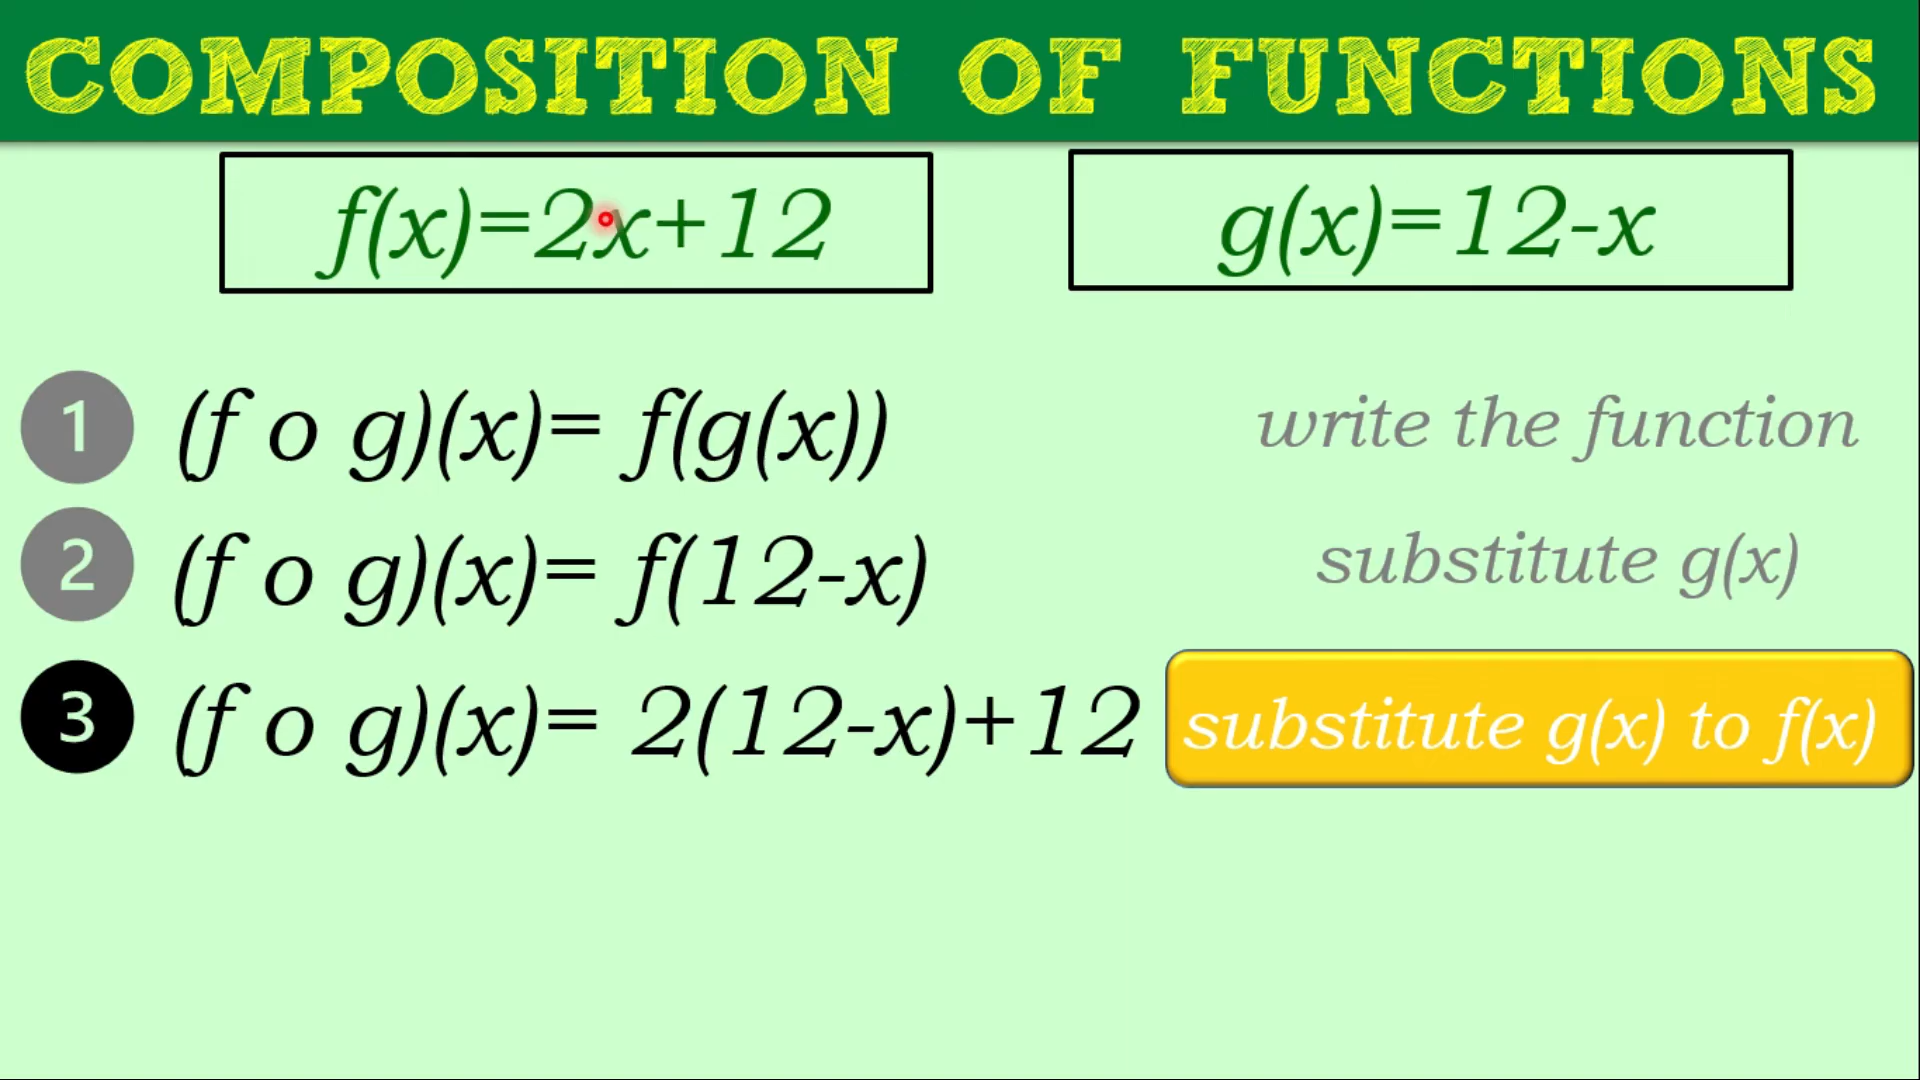 COMPOSITION OF FUNCTIONS
f(x)=2x+12
g(x)=12-x
1 (f o g)(x)= f(g(x)) write the function
2 (f o g)(x)= f(12-x) substitute g(x)
3 (f o g)(x)= 2(12-x)+12 substitute g(x) to f(x)